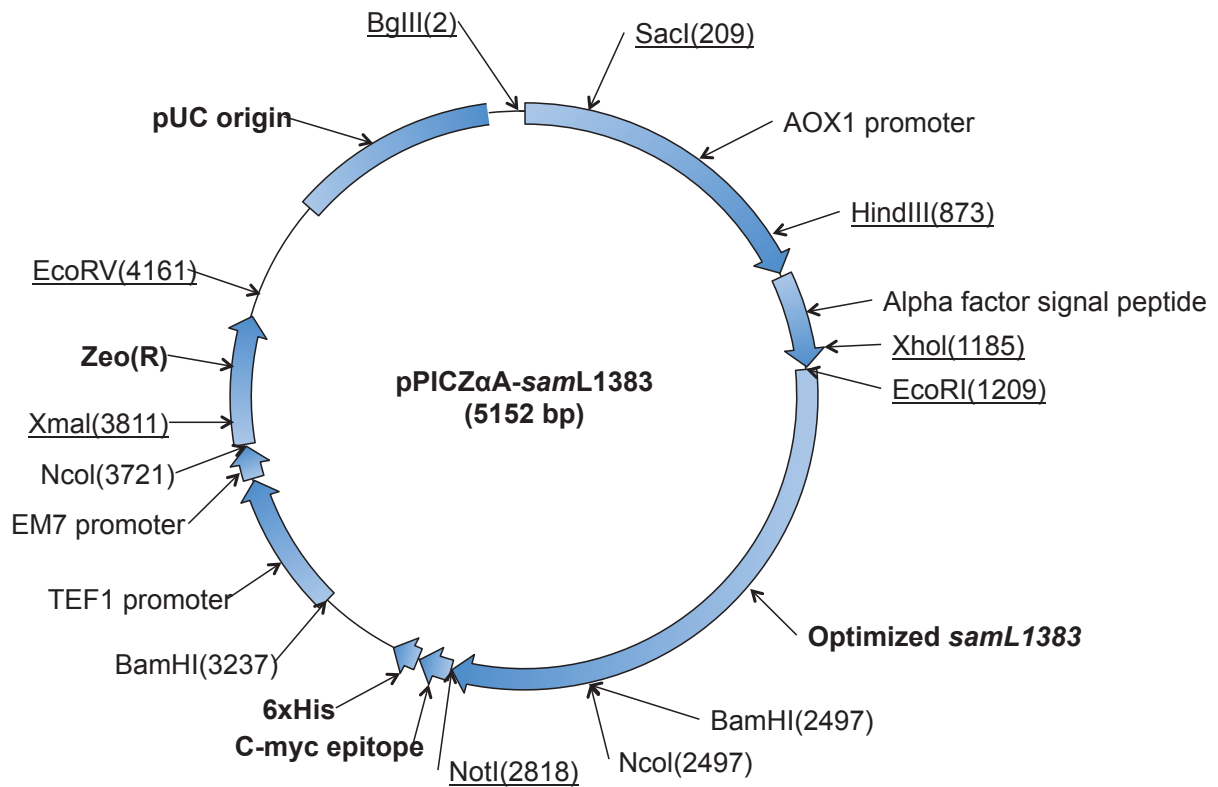 BglII(2)
SacI(209)
pUC origin
AOX1 promoter
HindIII(873)
EcoRV(4161)
Alpha factor signal peptide
Zeo(R)
XhoI(1185)
pPICZαA-samL1383
(5152 bp)
EcoRI(1209)
XmaI(3811)
NcoI(3721)
EM7 promoter
TEF1 promoter
Optimized samL1383
BamHI(3237)
6xHis
BamHI(2497)
C-myc epitope
NcoI(2497)
NotI(2818)